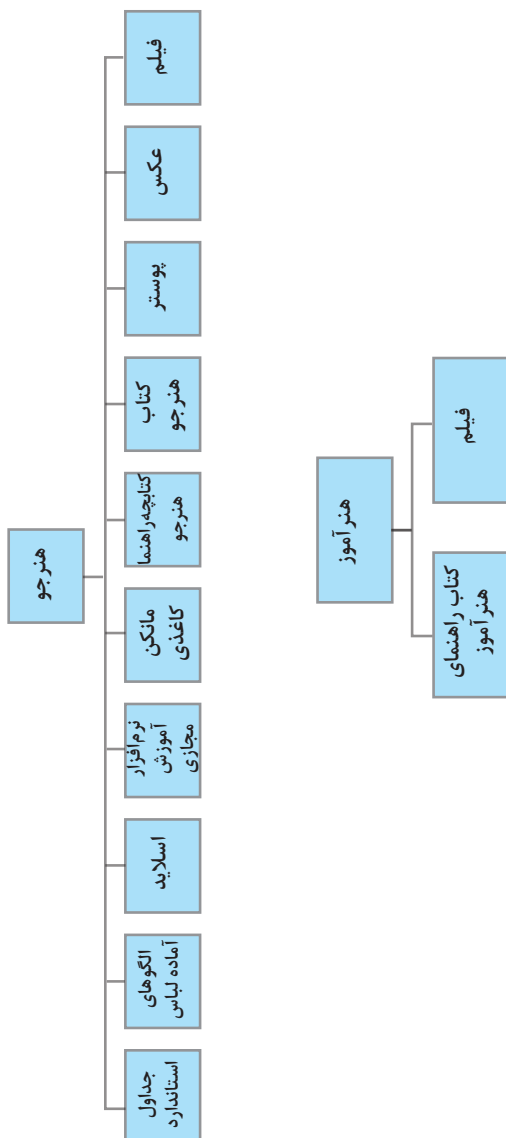 هنرجو
فیلم
عکس
پوستر
کتاب
هنرجو
کتابچه راهنما
هنرجو
مانکن
کاغذی
نرم‌افزار
آموزش
مجازی
اسلاید
الگوهای
آماده لباس
جداول
استاندارد
هنرآموز
فیلم
کتاب راهنمای
هنرآموز